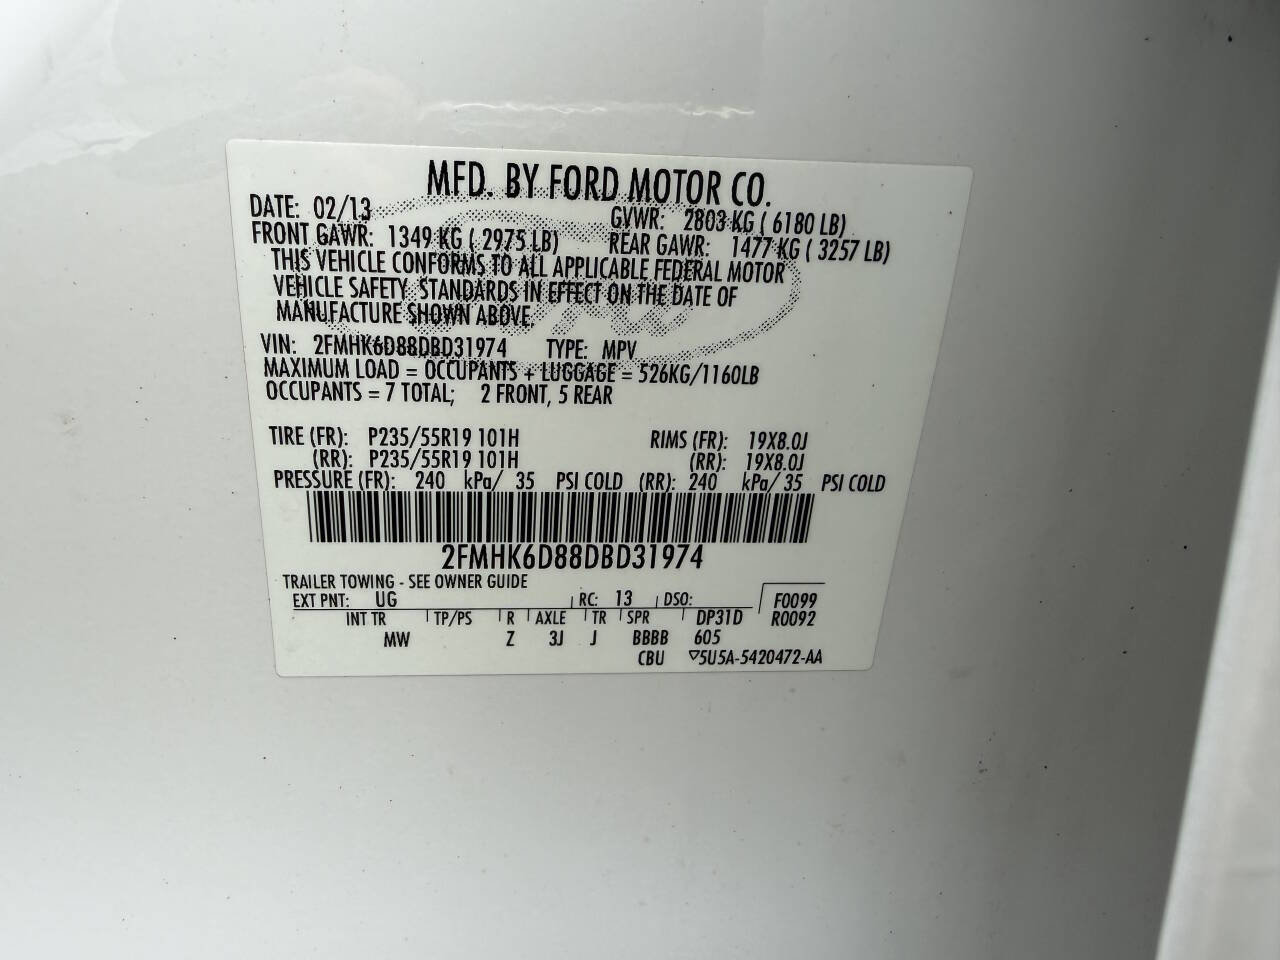 MFD. BY FORD MOTOR CO.
DATE: 02/13 GVWR: 2803 KG ( 6180 LB)
FRONT GAWR: 1349 KG ( 2975 LB) REAR GAWR: 1477 KG ( 3257 LB)
THIS VEHICLE CONFORMS TO ALL APPLICABLE FEDERAL MOTOR
VEHICLE SAFETY STANDARDS IN EFFECT ON THE DATE OF
MANUFACTURE SHOWN ABOVE.
VIN: 2FMHK6D88DBD31974 TYPE: MPV
MAXIMUM LOAD = OCCUPANTS + LUGGAGE = 526KG/1160LB
OCCUPANTS = 7 TOTAL; 2 FRONT, 5 REAR
TIRE (FR): P235/55R19 101H RIMS (FR): 19X8.0J
(RR): P235/55R19 101H (RR): 19X8.0J
PRESSURE (FR): 240 kPa/ 35 PSI COLD (RR): 240 kPa/ 35 PSI COLD
2FMHK6D88DBD31974
TRAILER TOWING - SEE OWNER GUIDE
EXT PNT: UG RC: 13 DSO: F0099
INT TR TP/PS R AXLE TR SPR DP31D R0092
MW Z 3J J BBBB 605
CBU ▽5U5A-5420472-AA